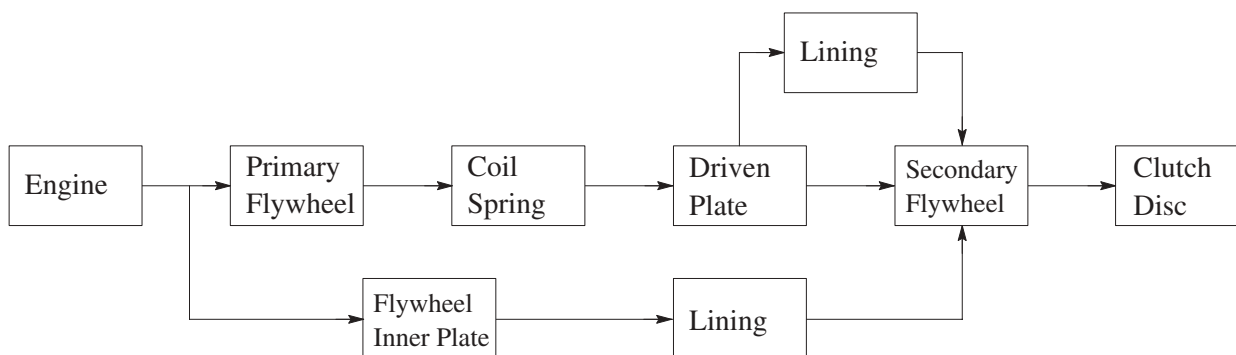 Lining
Engine
Primary
Flywheel
Coil
Spring
Driven
Plate
Secondary
Flywheel
Clutch
Disc
Flywheel
Inner Plate
Lining